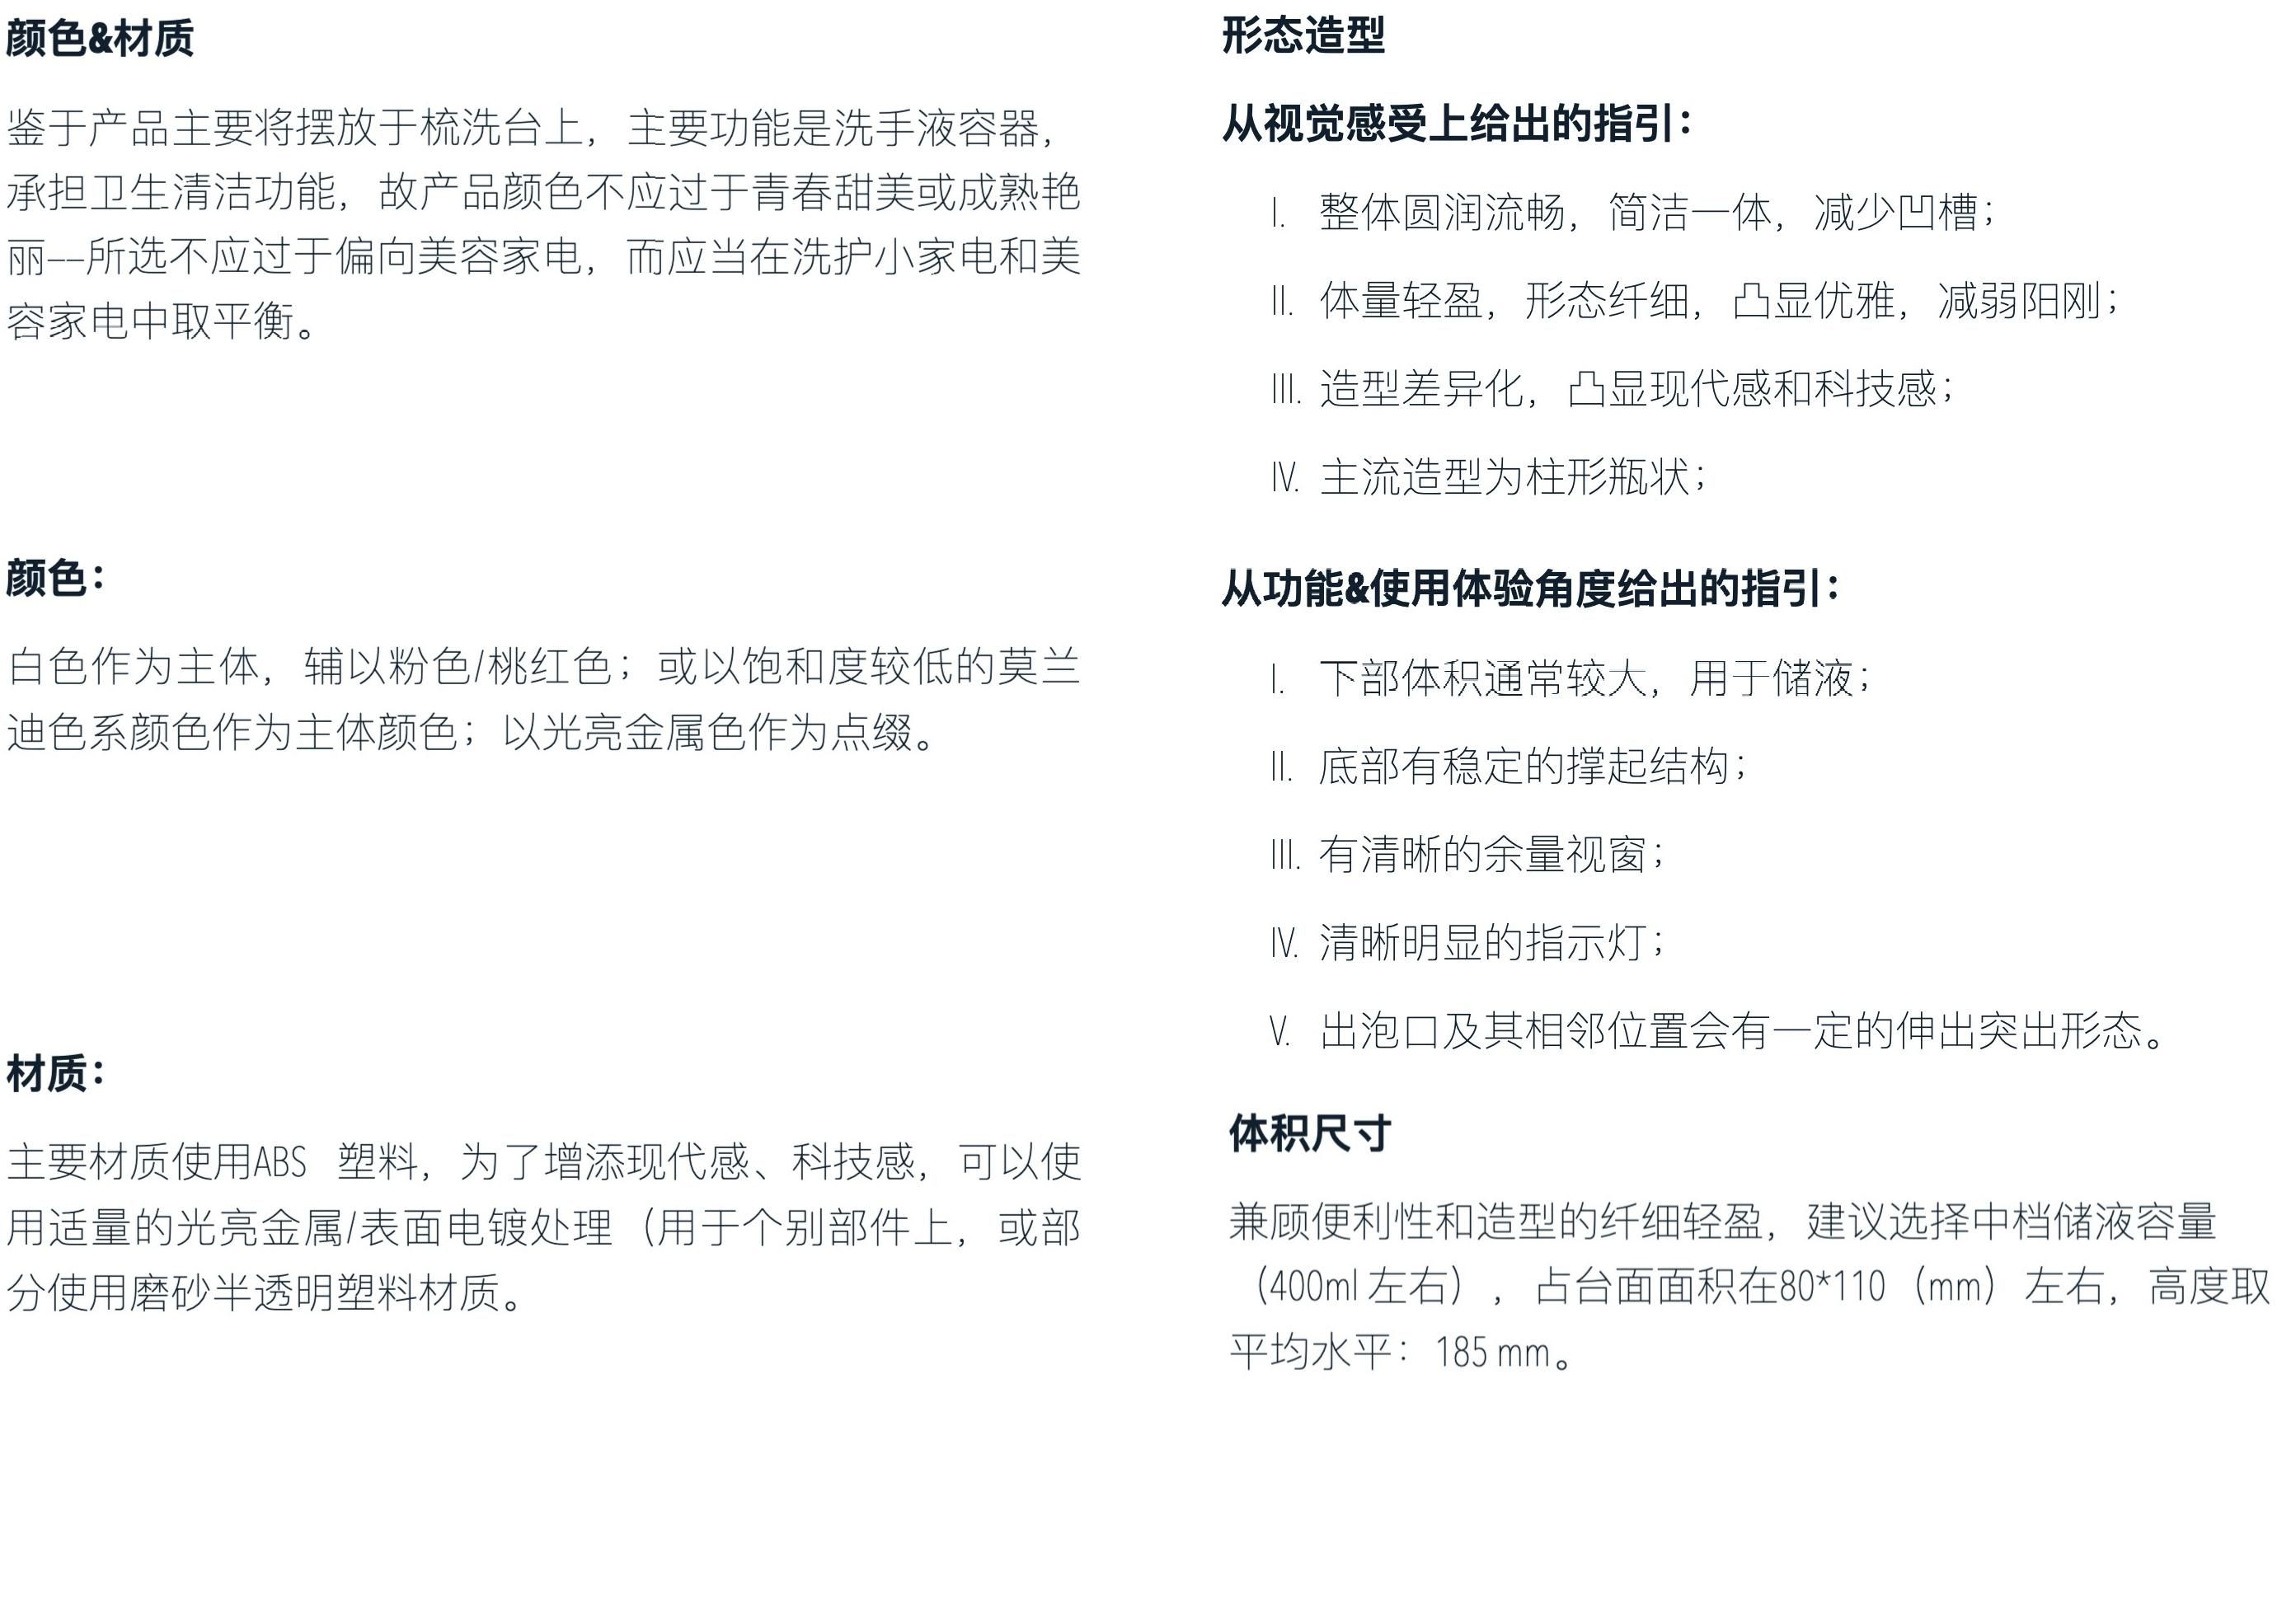 颜色&材质
鉴于产品主要将摆放于梳洗台上，主要功能是洗手液容器，
承担卫生清洁功能，故产品颜色不应过于青春甜美或成熟艳
丽--所选不应过于偏向美容家电，而应当在洗护小家电和美
容家电中取平衡。
颜色：
白色作为主体，辅以粉色/桃红色；或以饱和度较低的莫兰
迪色系颜色作为主体颜色；以光亮金属色作为点缀。
材质：
主要材质使用ABS 塑料，为了增添现代感、科技感，可以使
用适量的光亮金属/表面电镀处理（用于个别部件上，或部
分使用磨砂半透明塑料材质。
形态造型
从视觉感受上给出的指引：
I. 整体圆润流畅，简洁一体，减少凹槽；
II. 体量轻盈，形态纤细，凸显优雅，减弱阳刚；
III. 造型差异化，凸显现代感和科技感；
IV. 主流造型为柱形瓶状；
从功能&使用体验角度给出的指引：
I. 下部体积通常较大，用于储液；
II. 底部有稳定的撑起结构；
III. 有清晰的余量视窗；
IV. 清晰明显的指示灯；
V. 出泡口及其相邻位置会有一定的伸出突出形态。
体积尺寸
兼顾便利性和造型的纤细轻盈，建议选择中档储液容量
（400ml 左右），占台面面积在80*110（mm）左右，高度取
平均水平：185 mm。